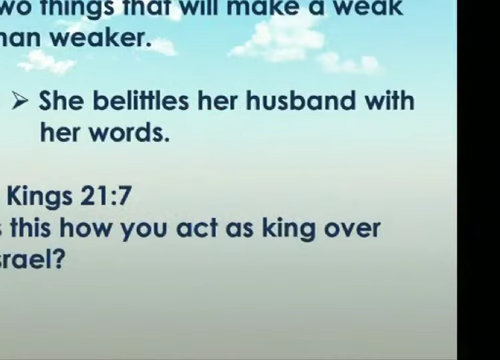 wo things that will make a weak
nan weaker.
➢ She belittles her husband with
her words.
Kings 21:7
s this how you act as king over
srael?